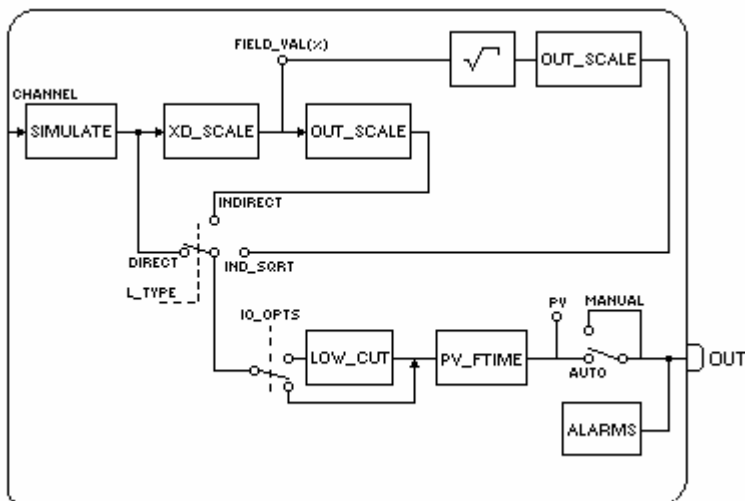 FIELD_VAL(%)
CHANNEL
SIMULATE
XD_SCALE
OUT_SCALE
√
OUT_SCALE
INDIRECT
DIRECT
IND_SQRT
L_TYPE
IO_OPTS
LOW_CUT
PV_FTIME
PV
MANUAL
AUTO
OUT
ALARMS